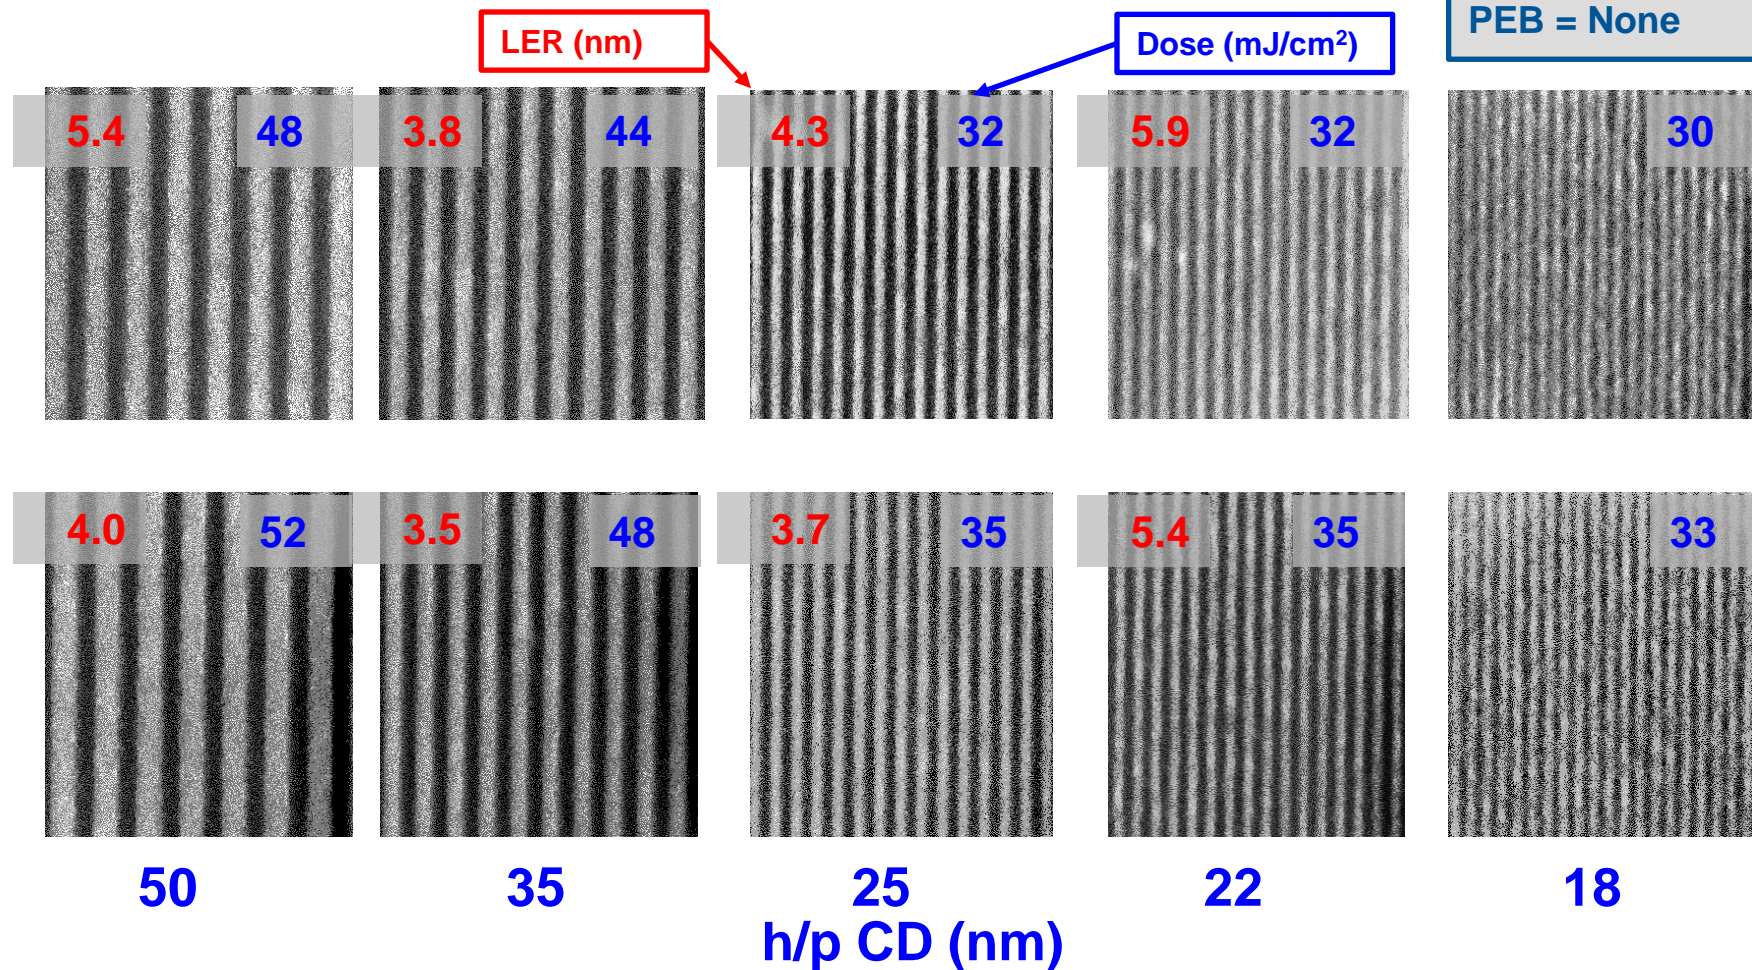 PEB = None
LER (nm)
Dose (mJ/cm²)
5.4 48 3.8 44 4.3 32 5.9 32 30
4.0 52 3.5 48 3.7 35 5.4 35 33
50 35 25 22 18
h/p CD (nm)